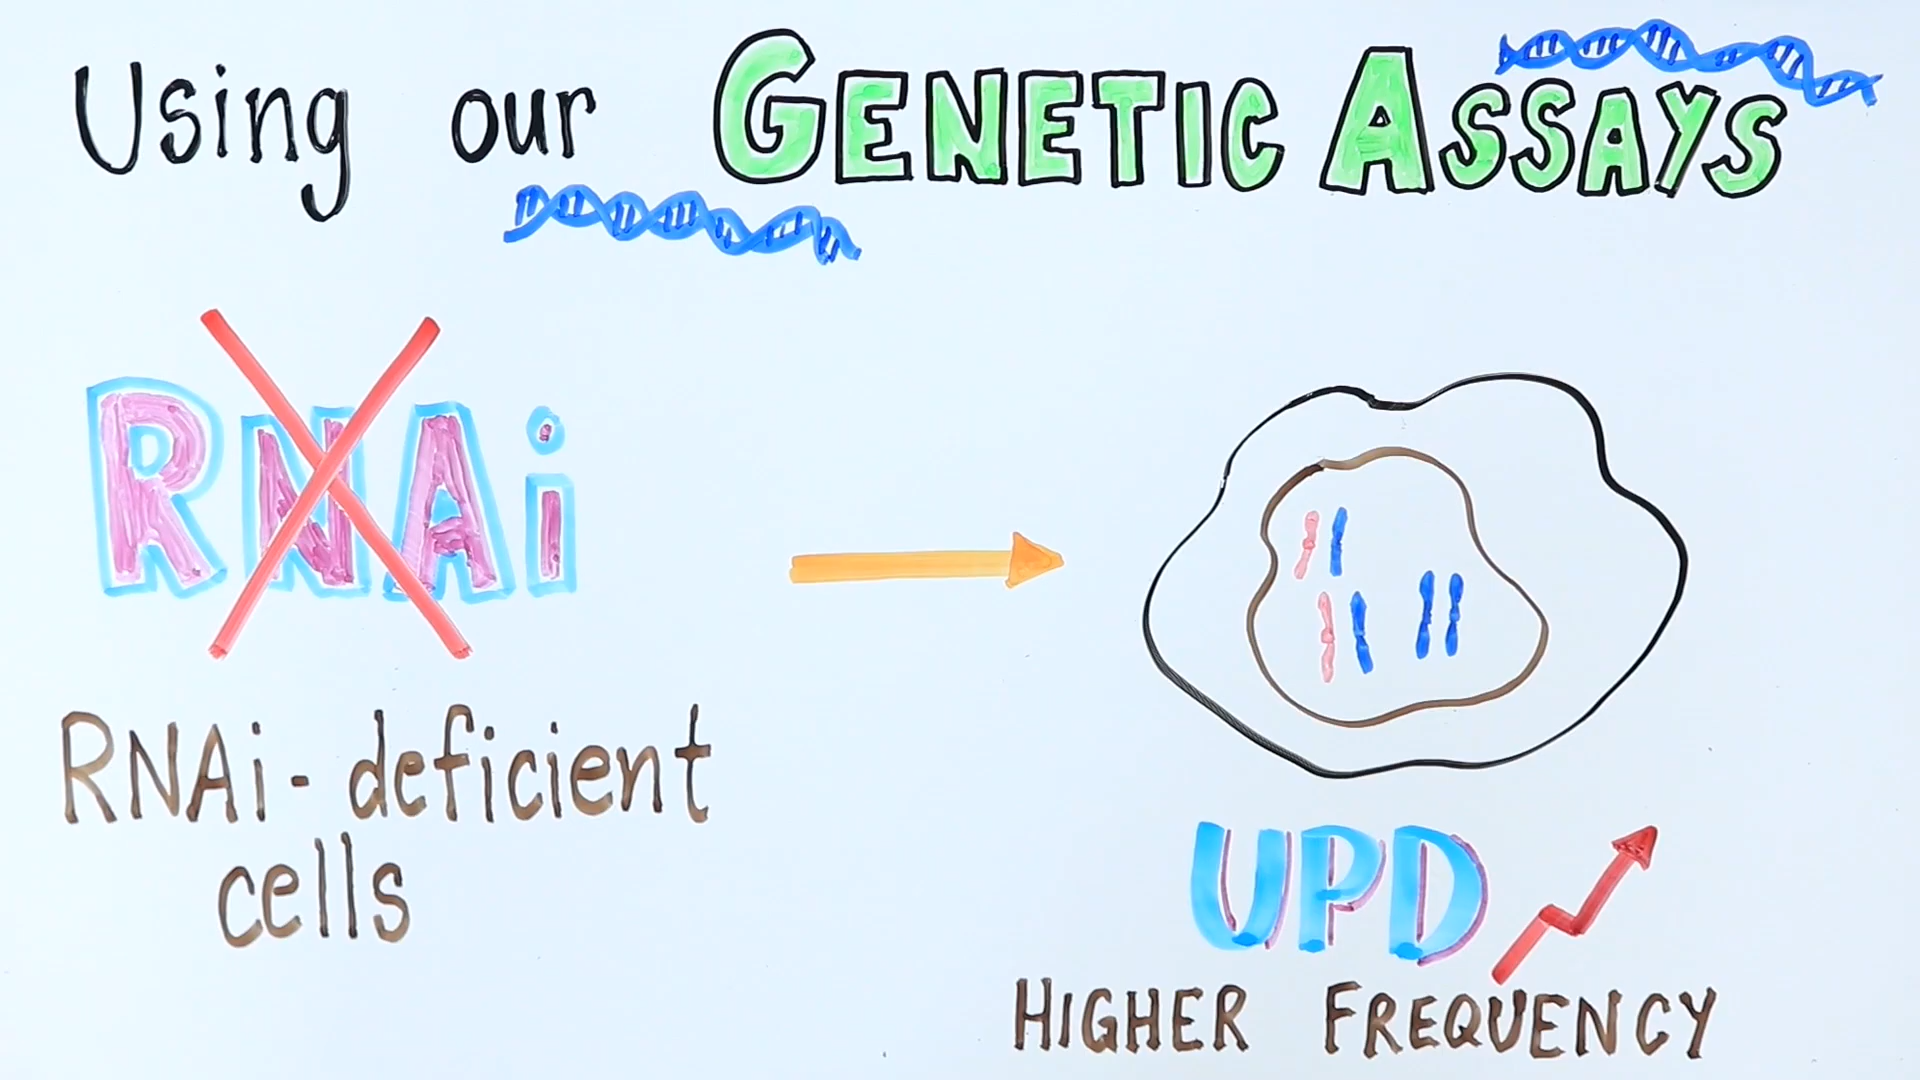 Using our GENETIC ASSAYS
RNAi
RNAi-deficient
cells
UPD
HIGHER FREQUENCY